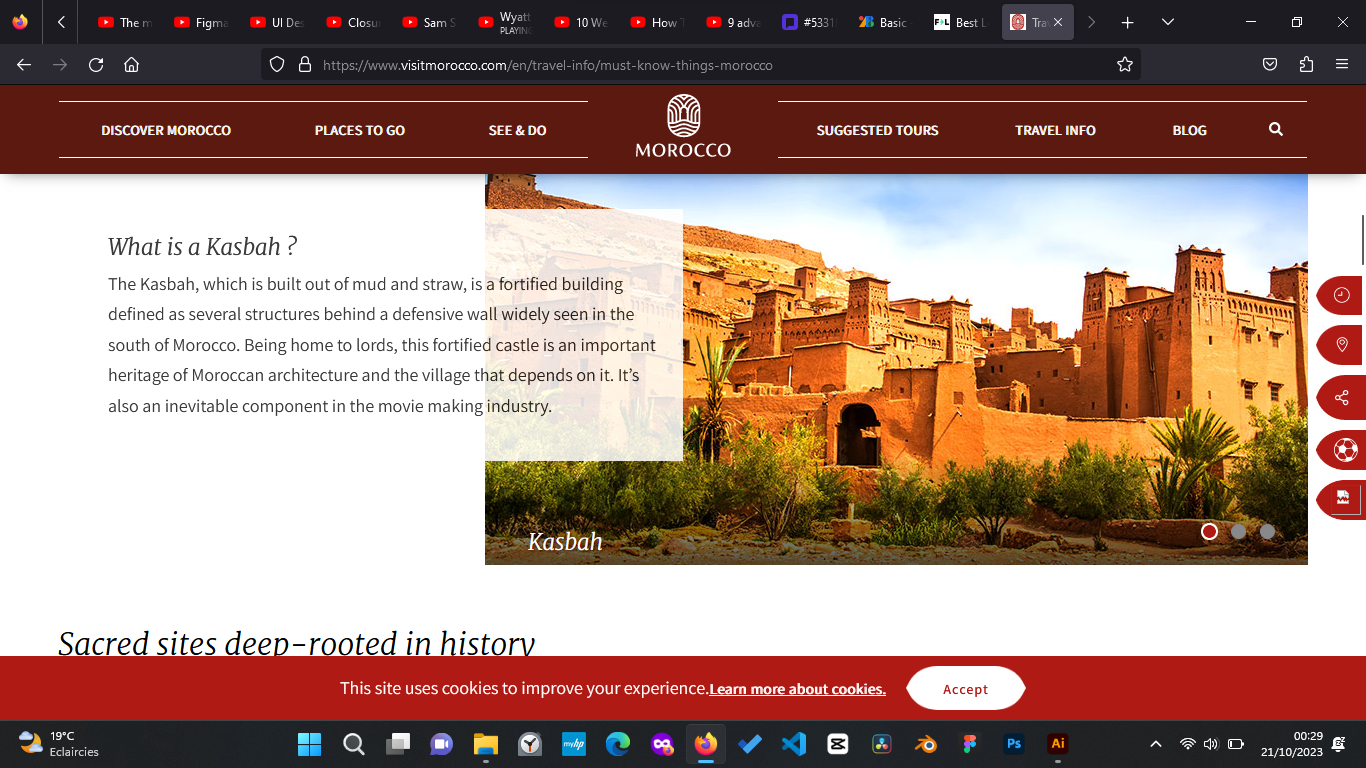 The m
Figma
UI Des
Closu
Sam S
Wyatt
PLAYING
10 We
How T
9 adva
#5331
Basic
Best L
Trav
https://www.visitmorocco.com/en/travel-info/must-know-things-morocco
DISCOVER MOROCCO
PLACES TO GO
SEE & DO
MOROCCO
SUGGESTED TOURS
TRAVEL INFO
BLOG
What is a Kasbah ?
The Kasbah, which is built out of mud and straw, is a fortified building
defined as several structures behind a defensive wall widely seen in the
south of Morocco. Being home to lords, this fortified castle is an important
heritage of Moroccan architecture and the village that depends on it. It’s
also an inevitable component in the movie making industry.
Kasbah
Sacred sites deep-rooted in history
This site uses cookies to improve your experience.Learn more about cookies.
Accept
19°C
Eclaircies
myhp
Ps
Ai
00:29
21/10/2023